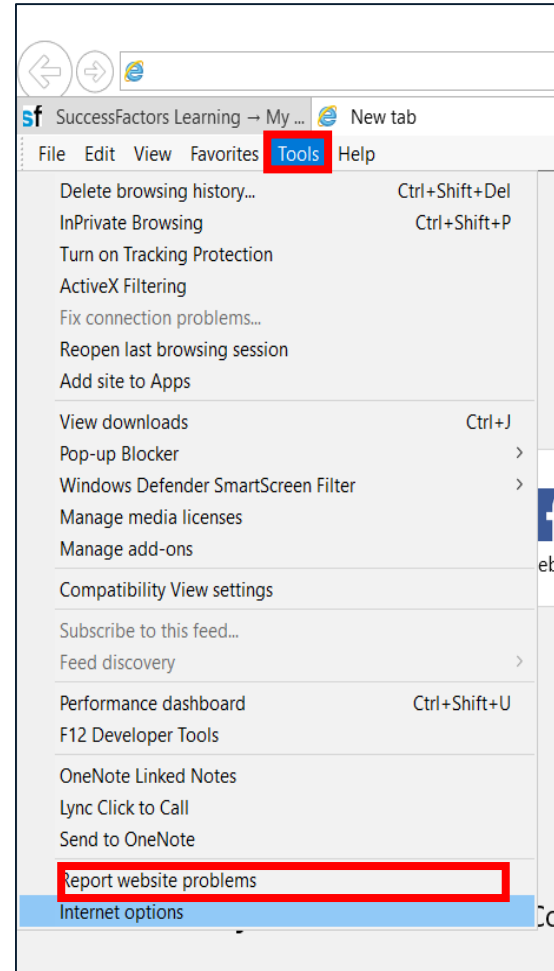 sf SuccessFactors Learning → My ... New tab
File Edit View Favorites Tools Help
Delete browsing history... Ctrl+Shift+Del
InPrivate Browsing Ctrl+Shift+P
Turn on Tracking Protection
ActiveX Filtering
Fix connection problems...
Reopen last browsing session
Add site to Apps
View downloads Ctrl+J
Pop-up Blocker
Windows Defender SmartScreen Filter
Manage media licenses
Manage add-ons
Compatibility View settings
Subscribe to this feed...
Feed discovery
Performance dashboard Ctrl+Shift+U
F12 Developer Tools
OneNote Linked Notes
Lync Click to Call
Send to OneNote
Report website problems
Internet options